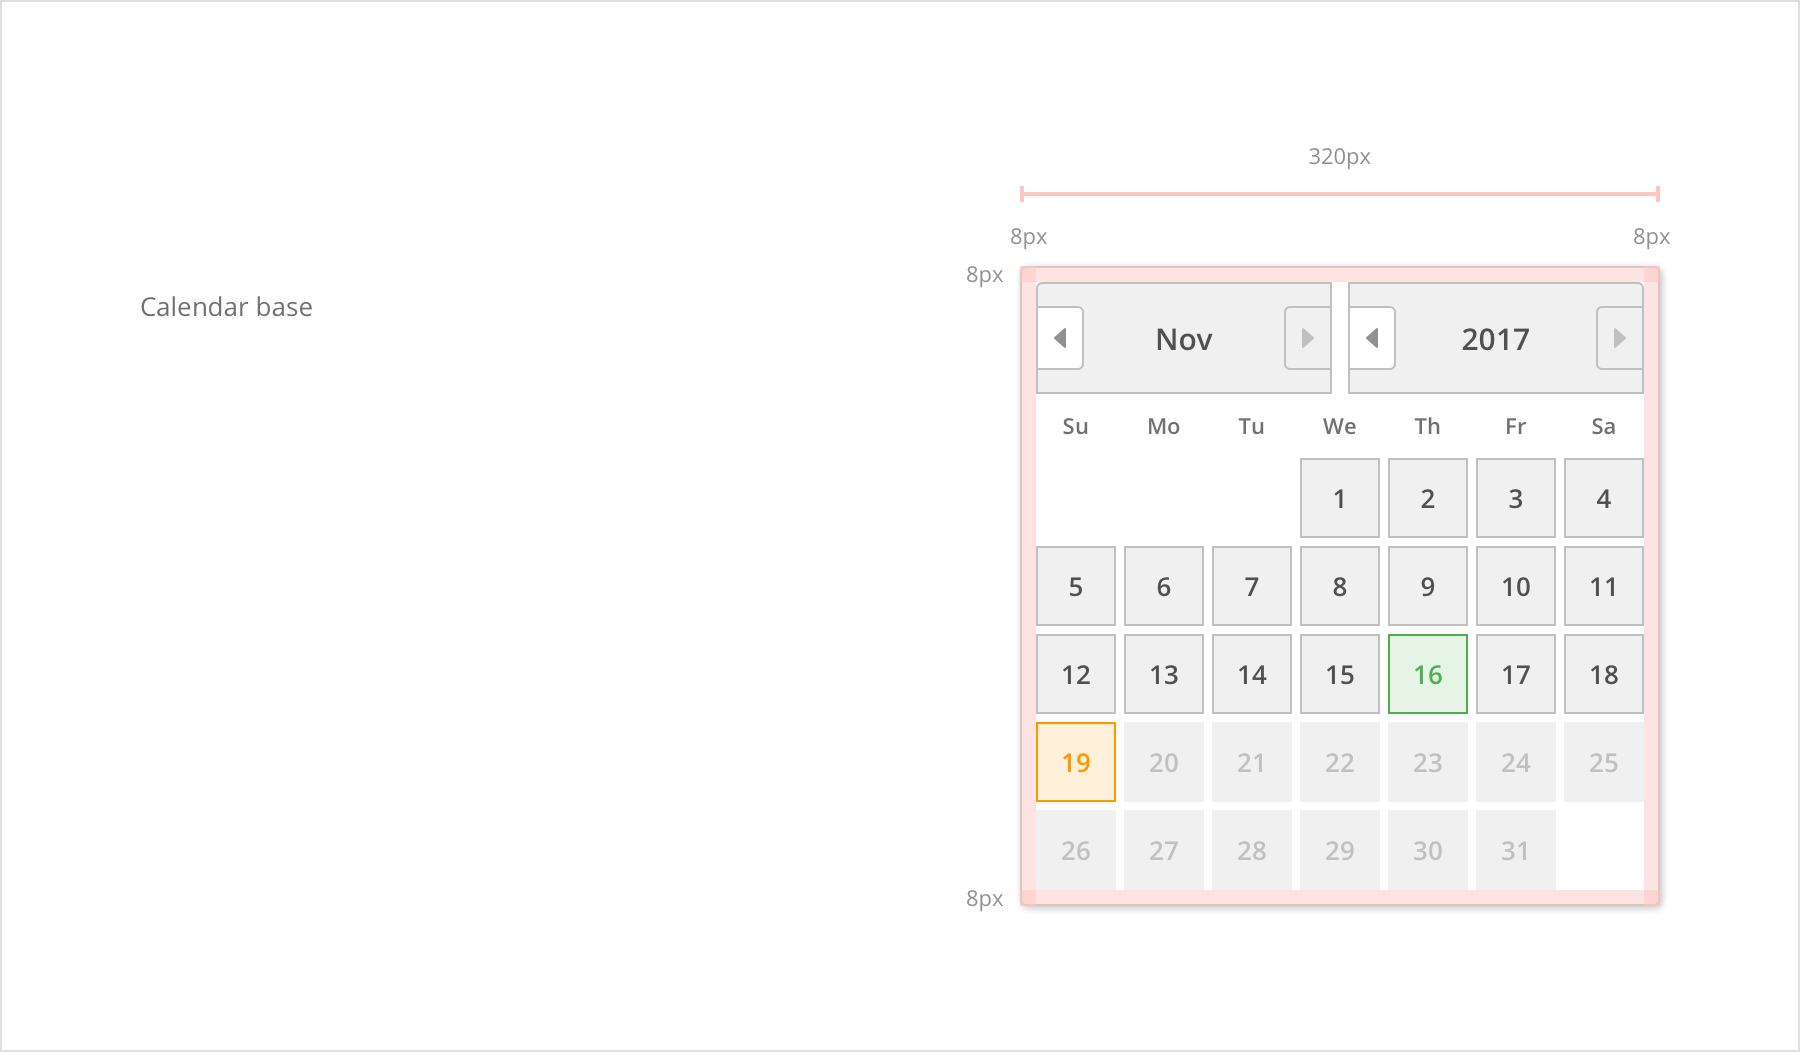 320px
8px 8px
8px
Calendar base
Nov 2017
Su Mo Tu We Th Fr Sa
1 2 3 4
5 6 7 8 9 10 11
12 13 14 15 16 17 18
19 20 21 22 23 24 25
26 27 28 29 30 31
8px